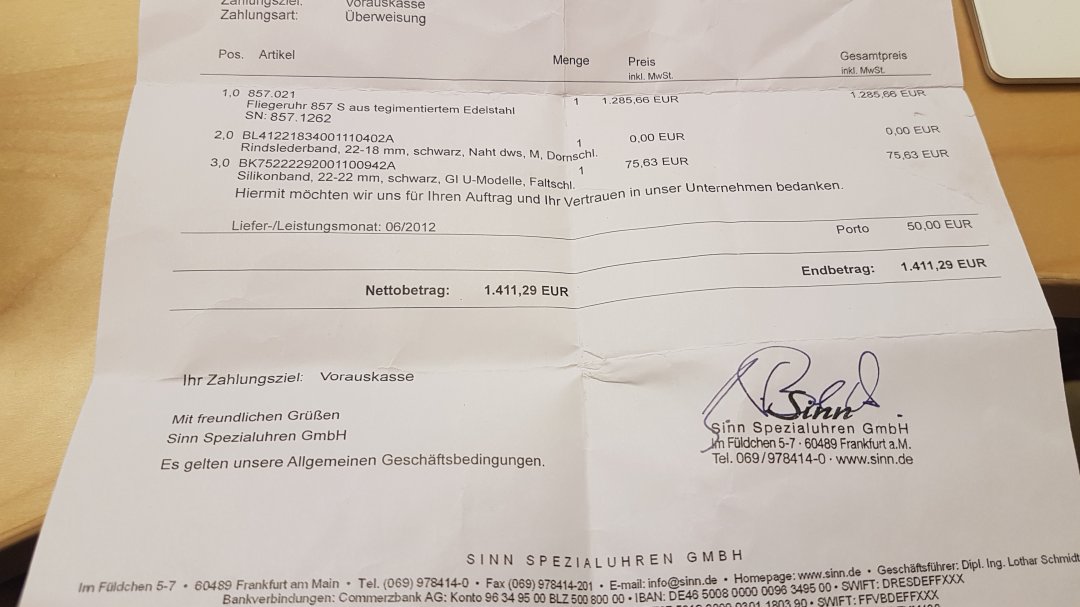 Zahlungsziel: Vorauskasse
Zahlungsart: Überweisung
Pos. Artikel Menge Preis Gesamtpreis
inkl. MwSt. inkl. MwSt.
1,0 857.021 1 1.285,66 EUR 1.285,66 EUR
Fliegeruhr 857 S aus tegimentiertem Edelstahl
SN: 857.1262
2,0 BL41221834001110402A 1 0,00 EUR 0,00 EUR
Rindslederband, 22-18 mm, schwarz, Naht dws, M, Dornschl.
3,0 BK75222292001100942A 1 75,63 EUR 75,63 EUR
Silikonband, 22-22 mm, schwarz, Gl U-Modelle, Faltschl.
Hiermit möchten wir uns für Ihren Auftrag und Ihr Vertrauen in unser Unternehmen bedanken.
Liefer-/Leistungsmonat: 06/2012 Porto 50,00 EUR
Nettobetrag: 1.411,29 EUR Endbetrag: 1.411,29 EUR
Ihr Zahlungsziel: Vorauskasse
Mit freundlichen Grüßen
Sinn Spezialuhren GmbH
Es gelten unsere Allgemeinen Geschäftsbedingungen.
Sinn
Sinn Spezialuhren GmbH
Im Füldchen 5-7 · 60489 Frankfurt a.M.
Tel. 069/978414-0 · www.sinn.de
SINN SPEZIALUHREN GMBH
Im Füldchen 5-7 • 60489 Frankfurt am Main • Tel. (069) 978414-0 • Fax (069) 978414-201 • E-mail: info@sinn.de • Homepage: www.sinn.de • Geschäftsführer: Dipl. Ing. Lothar Schmidt
Bankverbindungen: Commerzbank AG: Konto 96 34 95 00 BLZ 500 800 00 • IBAN: DE46 5008 0000 0096 3495 00 • SWIFT: DRESDEFFXXX
0301 1803 90 • SWIFT: FFVBDEFFXXX